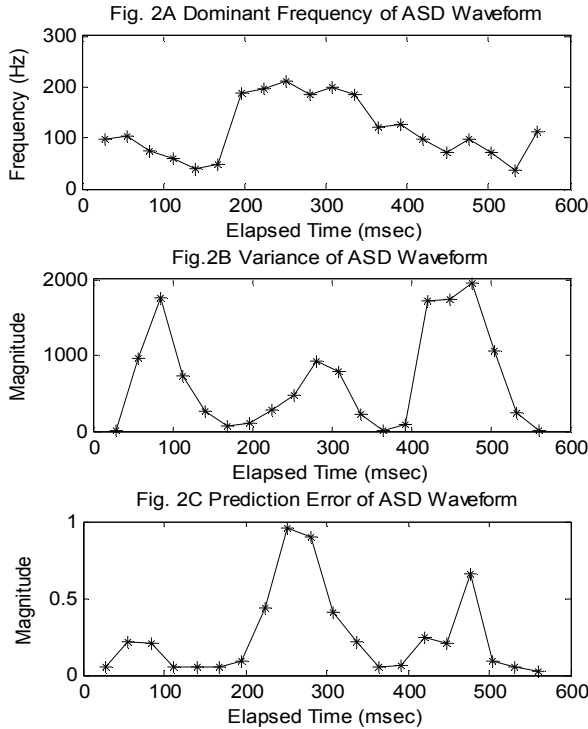 Fig. 2A Dominant Frequency of ASD Waveform
300
200
100
0
Frequency (Hz)
0 100 200 300 400 500 600
Elapsed Time (msec)
Fig.2B Variance of ASD Waveform
2000
1000
0
Magnitude
0 100 200 300 400 500 600
Elapsed Time (msec)
Fig. 2C Prediction Error of ASD Waveform
1
0.5
0
Magnitude
0 100 200 300 400 500 600
Elapsed Time (msec)